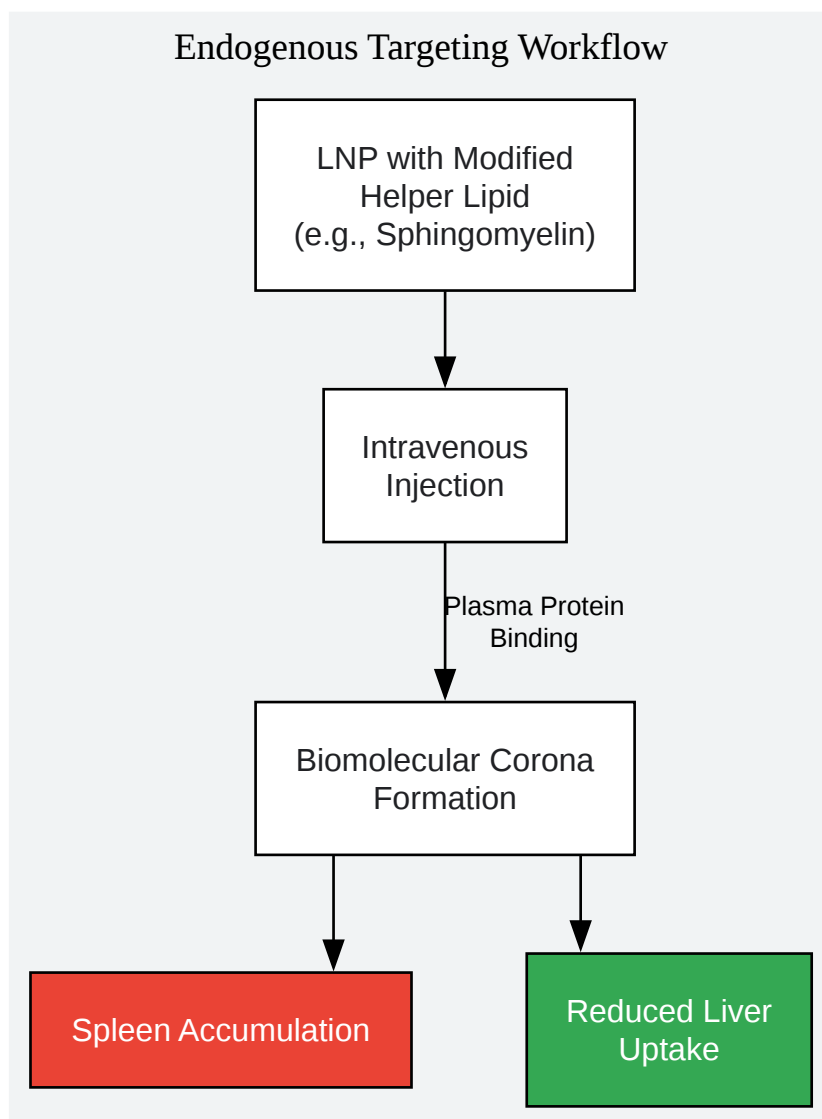 Endogenous Targeting Workflow
LNP with Modified
Helper Lipid
(e.g., Sphingomyelin)
Intravenous
Injection
Plasma Protein
Binding
Biomolecular Corona
Formation
Spleen Accumulation
Reduced Liver
Uptake